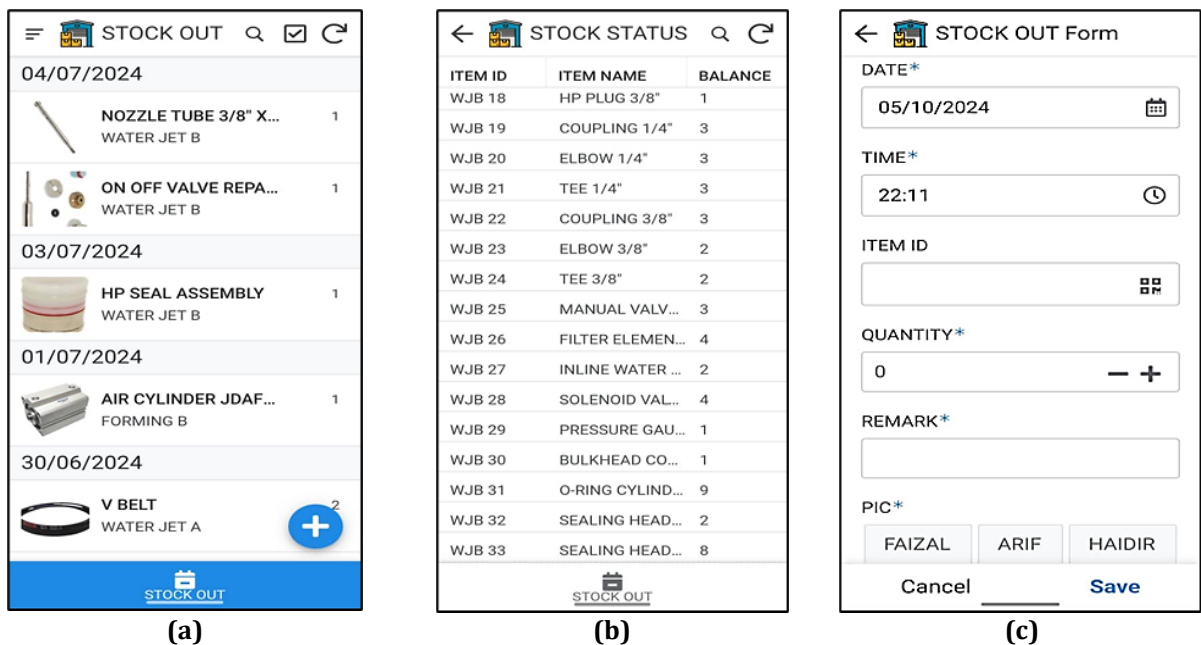 STOCK OUT
04/07/2024
NOZZLE TUBE 3/8" X... 1
WATER JET B
ON OFF VALVE REPA... 1
WATER JET B
03/07/2024
HP SEAL ASSEMBLY 1
WATER JET B
01/07/2024
AIR CYLINDER JDAF... 1
FORMING B
30/06/2024
V BELT 2
WATER JET A
STOCK OUT
(a)
STOCK STATUS
ITEM ID ITEM NAME BALANCE
WJB 18 HP PLUG 3/8" 1
WJB 19 COUPLING 1/4" 3
WJB 20 ELBOW 1/4" 3
WJB 21 TEE 1/4" 3
WJB 22 COUPLING 3/8" 3
WJB 23 ELBOW 3/8" 2
WJB 24 TEE 3/8" 2
WJB 25 MANUAL VALV... 3
WJB 26 FILTER ELEMEN... 4
WJB 27 INLINE WATER ... 2
WJB 28 SOLENOID VAL... 4
WJB 29 PRESSURE GAU... 1
WJB 30 BULKHEAD CO... 1
WJB 31 O-RING CYLIND... 9
WJB 32 SEALING HEAD... 2
WJB 33 SEALING HEAD... 8
STOCK OUT
(b)
STOCK OUT Form
DATE*
05/10/2024
TIME*
22:11
ITEM ID
QUANTITY*
0
REMARK*
PIC*
FAIZAL ARIF HAIDIR
Cancel Save
(c)